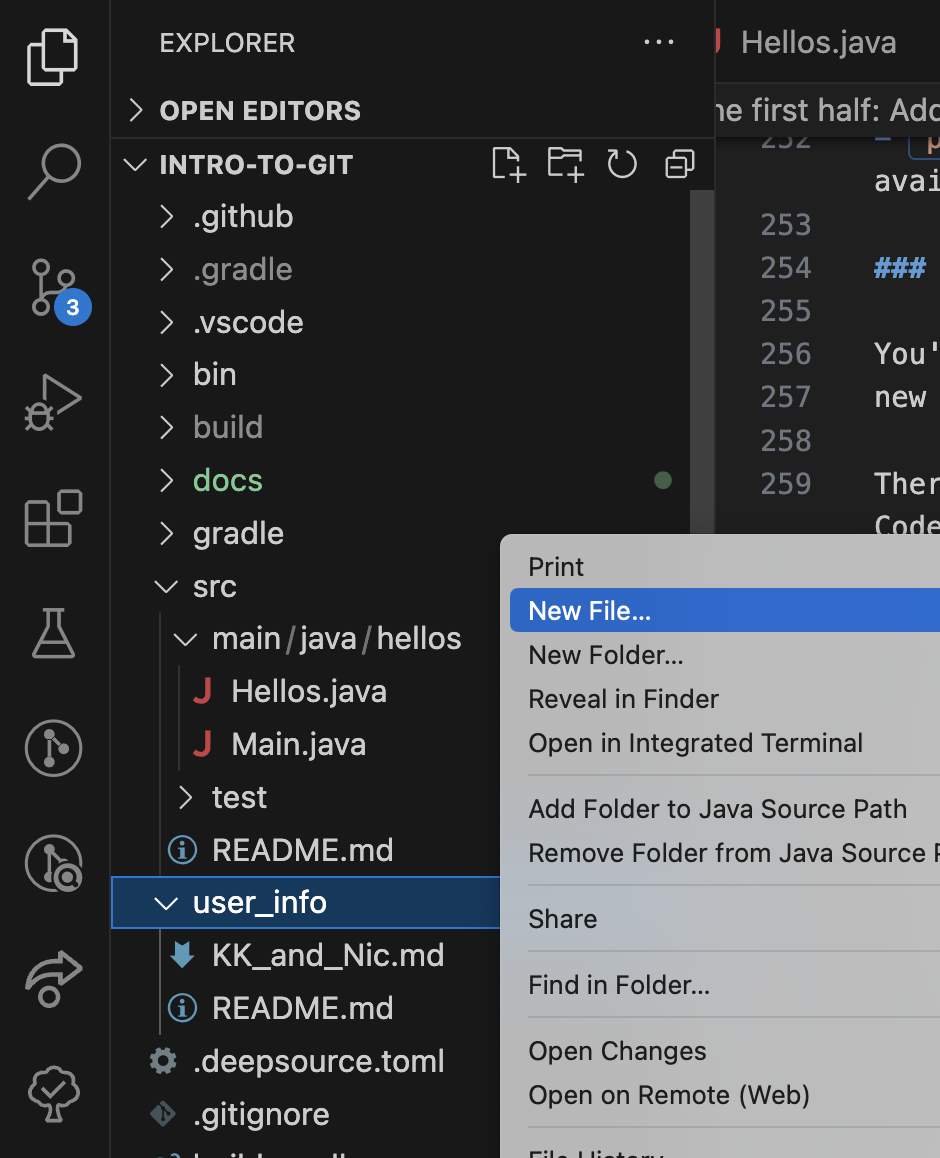 EXPLORER
Hellos.java
OPEN EDITORS
he first half: Add
INTRO-TO-GIT
252
avai
.github
253
.gradle
254 ###
.vscode
255
256 You'
bin
257 new
build
258
docs
259 Ther
gradle
Code
Print
src
New File...
main/java/hellos
New Folder...
Hellos.java
Reveal in Finder
Main.java
Open in Integrated Terminal
test
Add Folder to Java Source Path
README.md
Remove Folder from Java Source P
user_info
Share
KK_and_Nic.md
Find in Folder...
README.md
Open Changes
.deepsource.toml
Open on Remote (Web)
.gitignore
File History
3